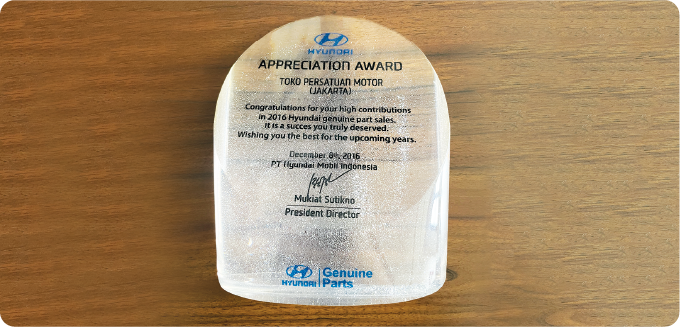 HYUNDAI
APPRECIATION AWARD
TOKO PERSATUAN MOTOR
(JAKARTA)
Congratulations for your high contributions
in 2016 Hyundai genuine part sales.
It is a succes you truly deserved.
Wishing you the best for the upcoming years.
December 8th, 2016
PT Hyundai Mobil Indonesia
Mukiat Sutikno
President Director
HYUNDAI Genuine
Parts